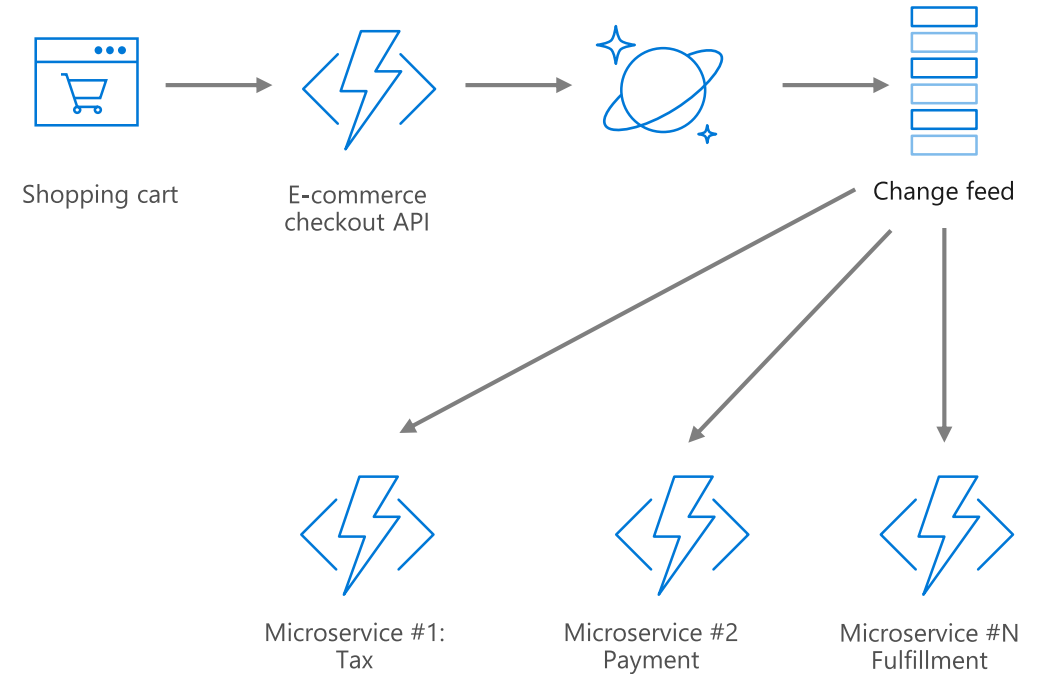 Shopping cart
E-commerce
checkout API
Change feed
Microservice #1:
Tax
Microservice #2
Payment
Microservice #N
Fulfillment